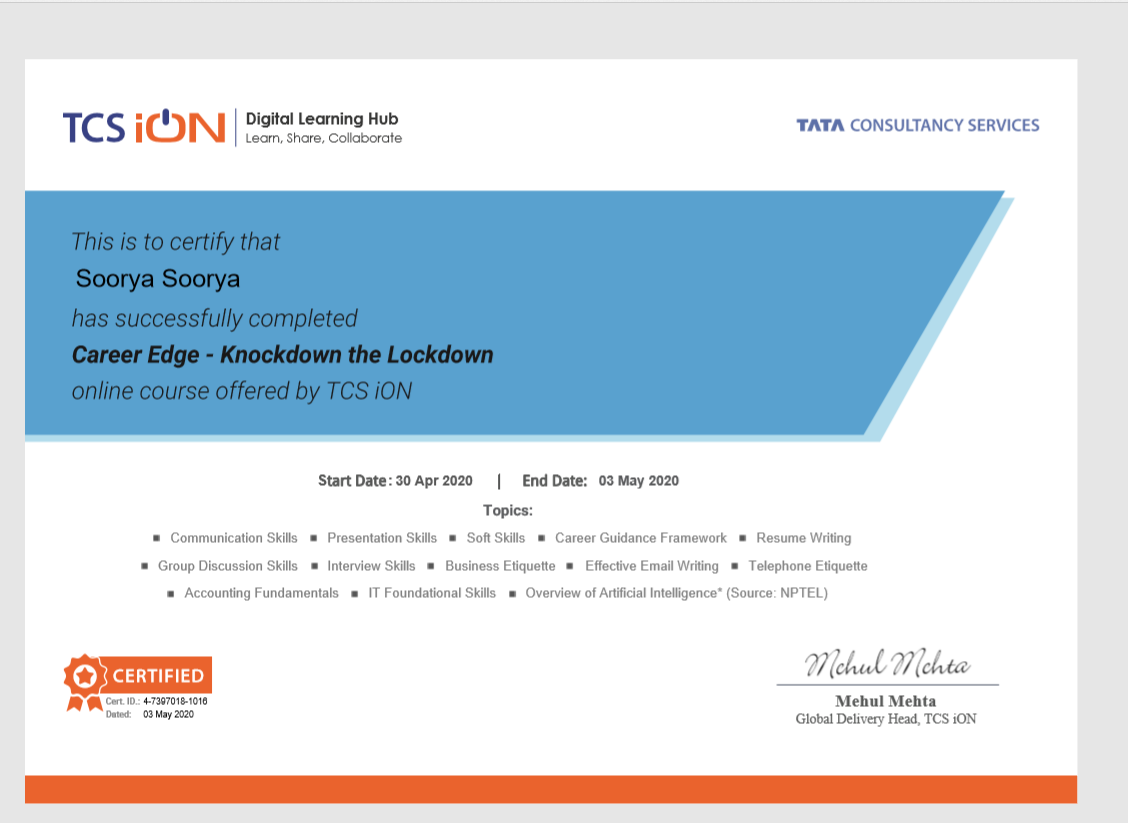 TCS iON Digital Learning Hub
Learn, Share, Collaborate
TATA CONSULTANCY SERVICES
This is to certify that
Soorya Soorya
has successfully completed
Career Edge - Knockdown the Lockdown
online course offered by TCS iON
Start Date: 30 Apr 2020 | End Date: 03 May 2020
Topics:
▪ Communication Skills ▪ Presentation Skills ▪ Soft Skills ▪ Career Guidance Framework ▪ Resume Writing
▪ Group Discussion Skills ▪ Interview Skills ▪ Business Etiquette ▪ Effective Email Writing ▪ Telephone Etiquette
▪ Accounting Fundamentals ▪ IT Foundational Skills ▪ Overview of Artificial Intelligence* (Source: NPTEL)
CERTIFIED
Cert. ID.: 4-7397018-1016
Dated: 03 May 2020
Mehul Mehta
Mehul Mehta
Global Delivery Head, TCS iON